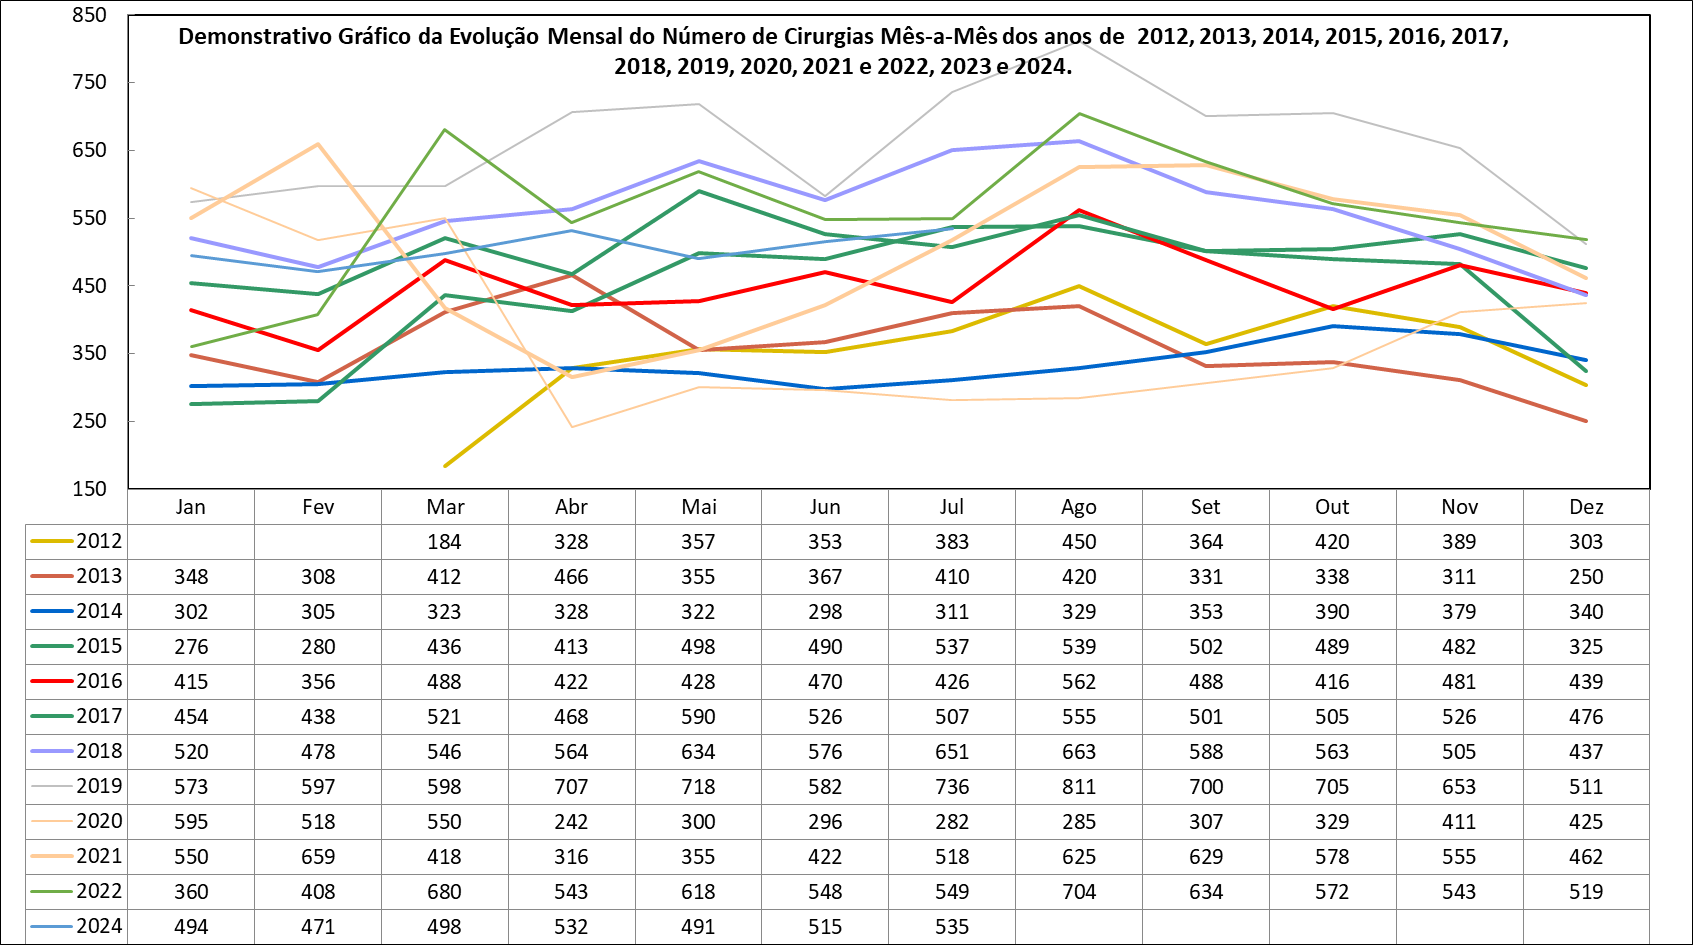 850
Demonstrativo Gráfico da Evolução Mensal do Número de Cirurgias Mês-a-Mês dos anos de 2012, 2013, 2014, 2015, 2016, 2017,
2018, 2019, 2020, 2021 e 2022, 2023 e 2024.
750
650
550
450
350
250
150
Jan Fev Mar Abr Mai Jun Jul Ago Set Out Nov Dez
2012 184 328 357 353 383 450 364 420 389 303
2013 348 308 412 466 355 367 410 420 331 338 311 250
2014 302 305 323 328 322 298 311 329 353 390 379 340
2015 276 280 436 413 498 490 537 539 502 489 482 325
2016 415 356 488 422 428 470 426 562 488 416 481 439
2017 454 438 521 468 590 526 507 555 501 505 526 476
2018 520 478 546 564 634 576 651 663 588 563 505 437
2019 573 597 598 707 718 582 736 811 700 705 653 511
2020 595 518 550 242 300 296 282 285 307 329 411 425
2021 550 659 418 316 355 422 518 625 629 578 555 462
2022 360 408 680 543 618 548 549 704 634 572 543 519
2024 494 471 498 532 491 515 535